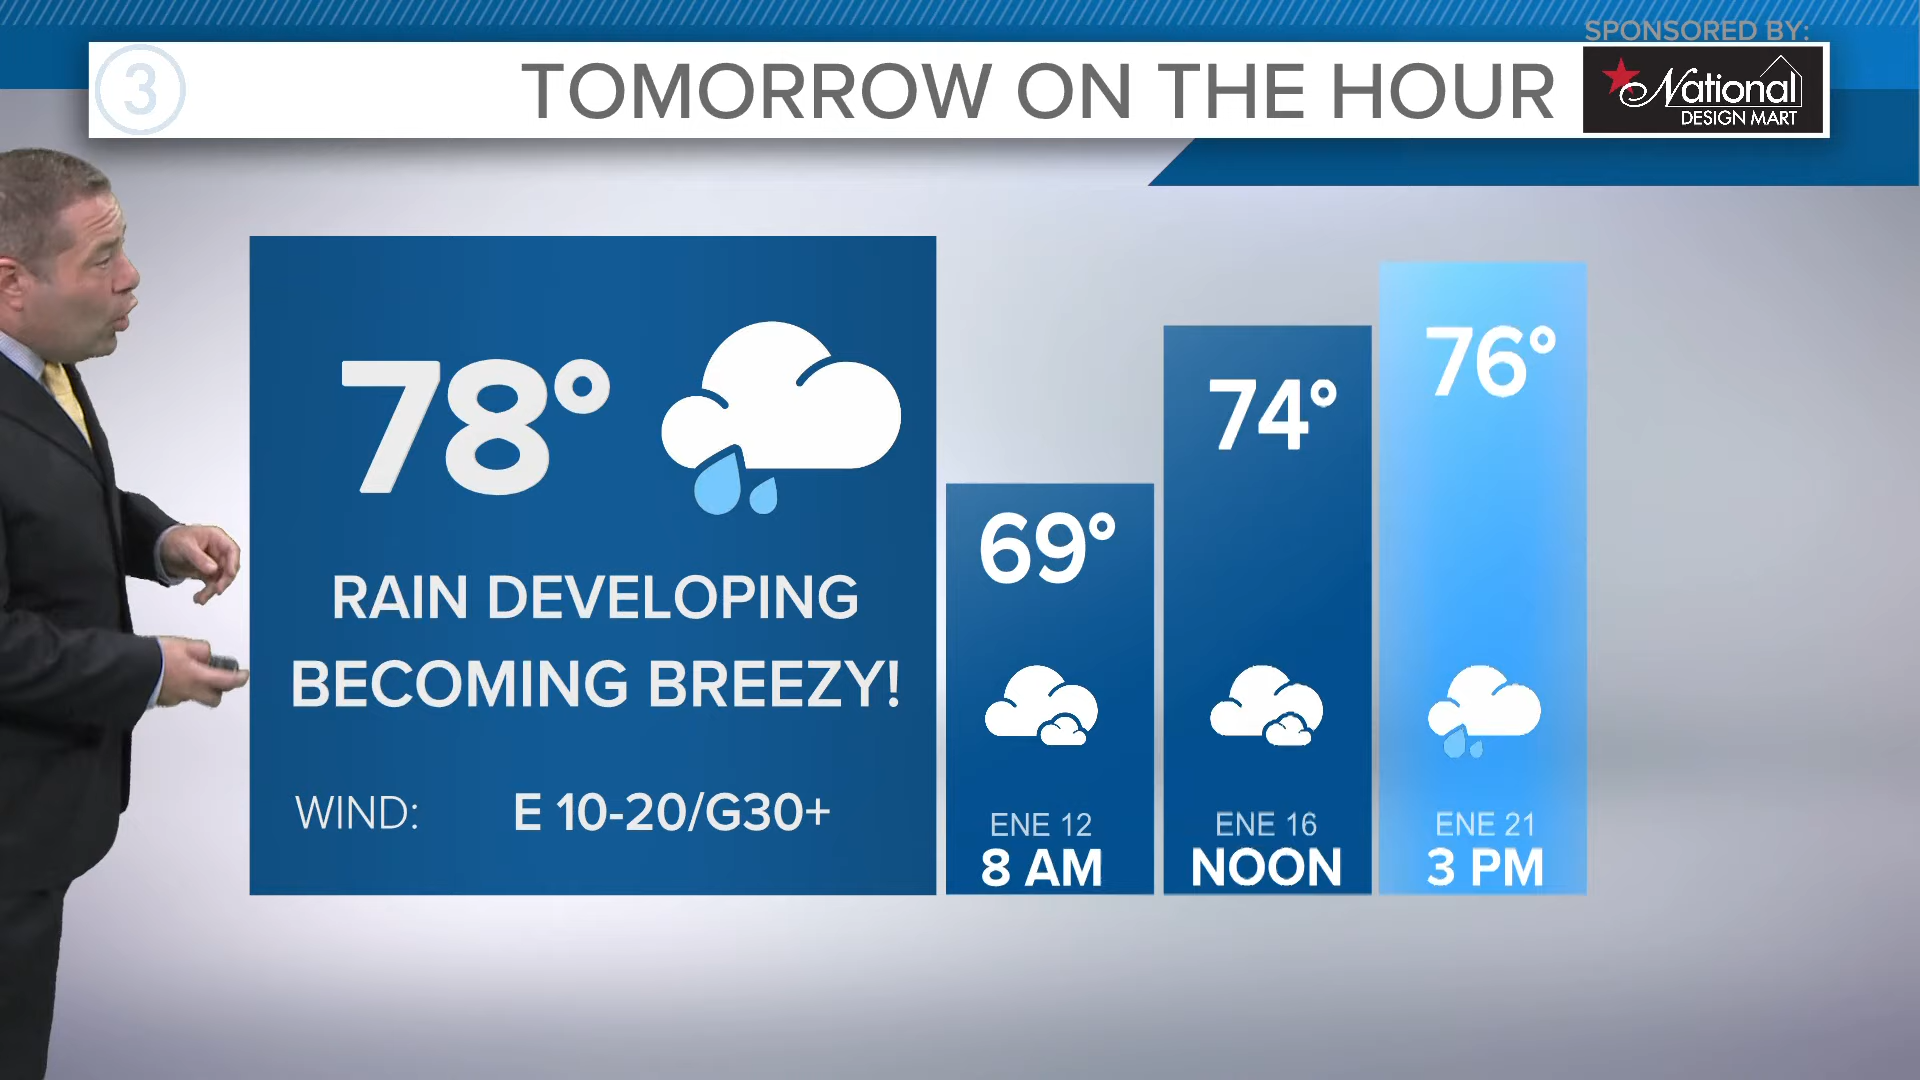 SPONSORED BY:
3
TOMORROW ON THE HOUR
National
DESIGN MART
78°
RAIN DEVELOPING
BECOMING BREEZY!
WIND: E 10-20/G30+
69°
ENE 12
8 AM
74°
ENE 16
NOON
76°
ENE 21
3 PM